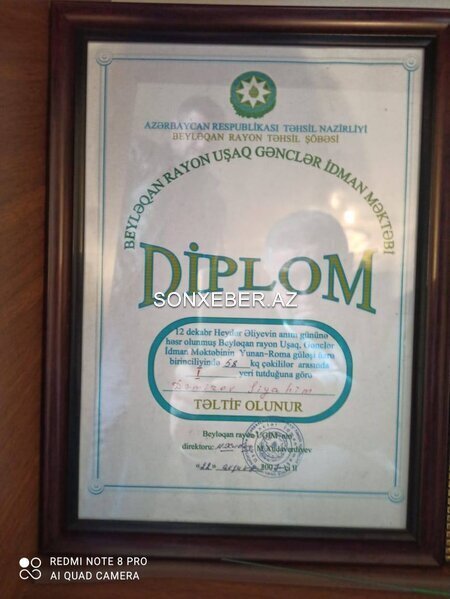 AZƏRBAYCAN RESPUBLİKASI TƏHSİL NAZİRLİYİ
BEYLƏQAN RAYON TƏHSİL ŞÖBƏSİ
BEYLƏQAN RAYON UŞAQ GƏNCLƏR İDMAN MƏKTƏBİ
DİPLOM
SONXEBER.AZ
12 dekabr Heydər Əliyevin anım gününə
həsr olunmuş Beyləqan rayon Uşaq, Gənclər
İdman Məktəbinin Yunan-Roma güləşi üzrə
birinciliyində 58 kq çəkililər arasında
I yeri tutduğuna görə
TƏLTİF OLUNUR
Beyləqan rayon UGİM-nin
direktoru: M.Xudaverdiyev
REDMI NOTE 8 PRO
AI QUAD CAMERA